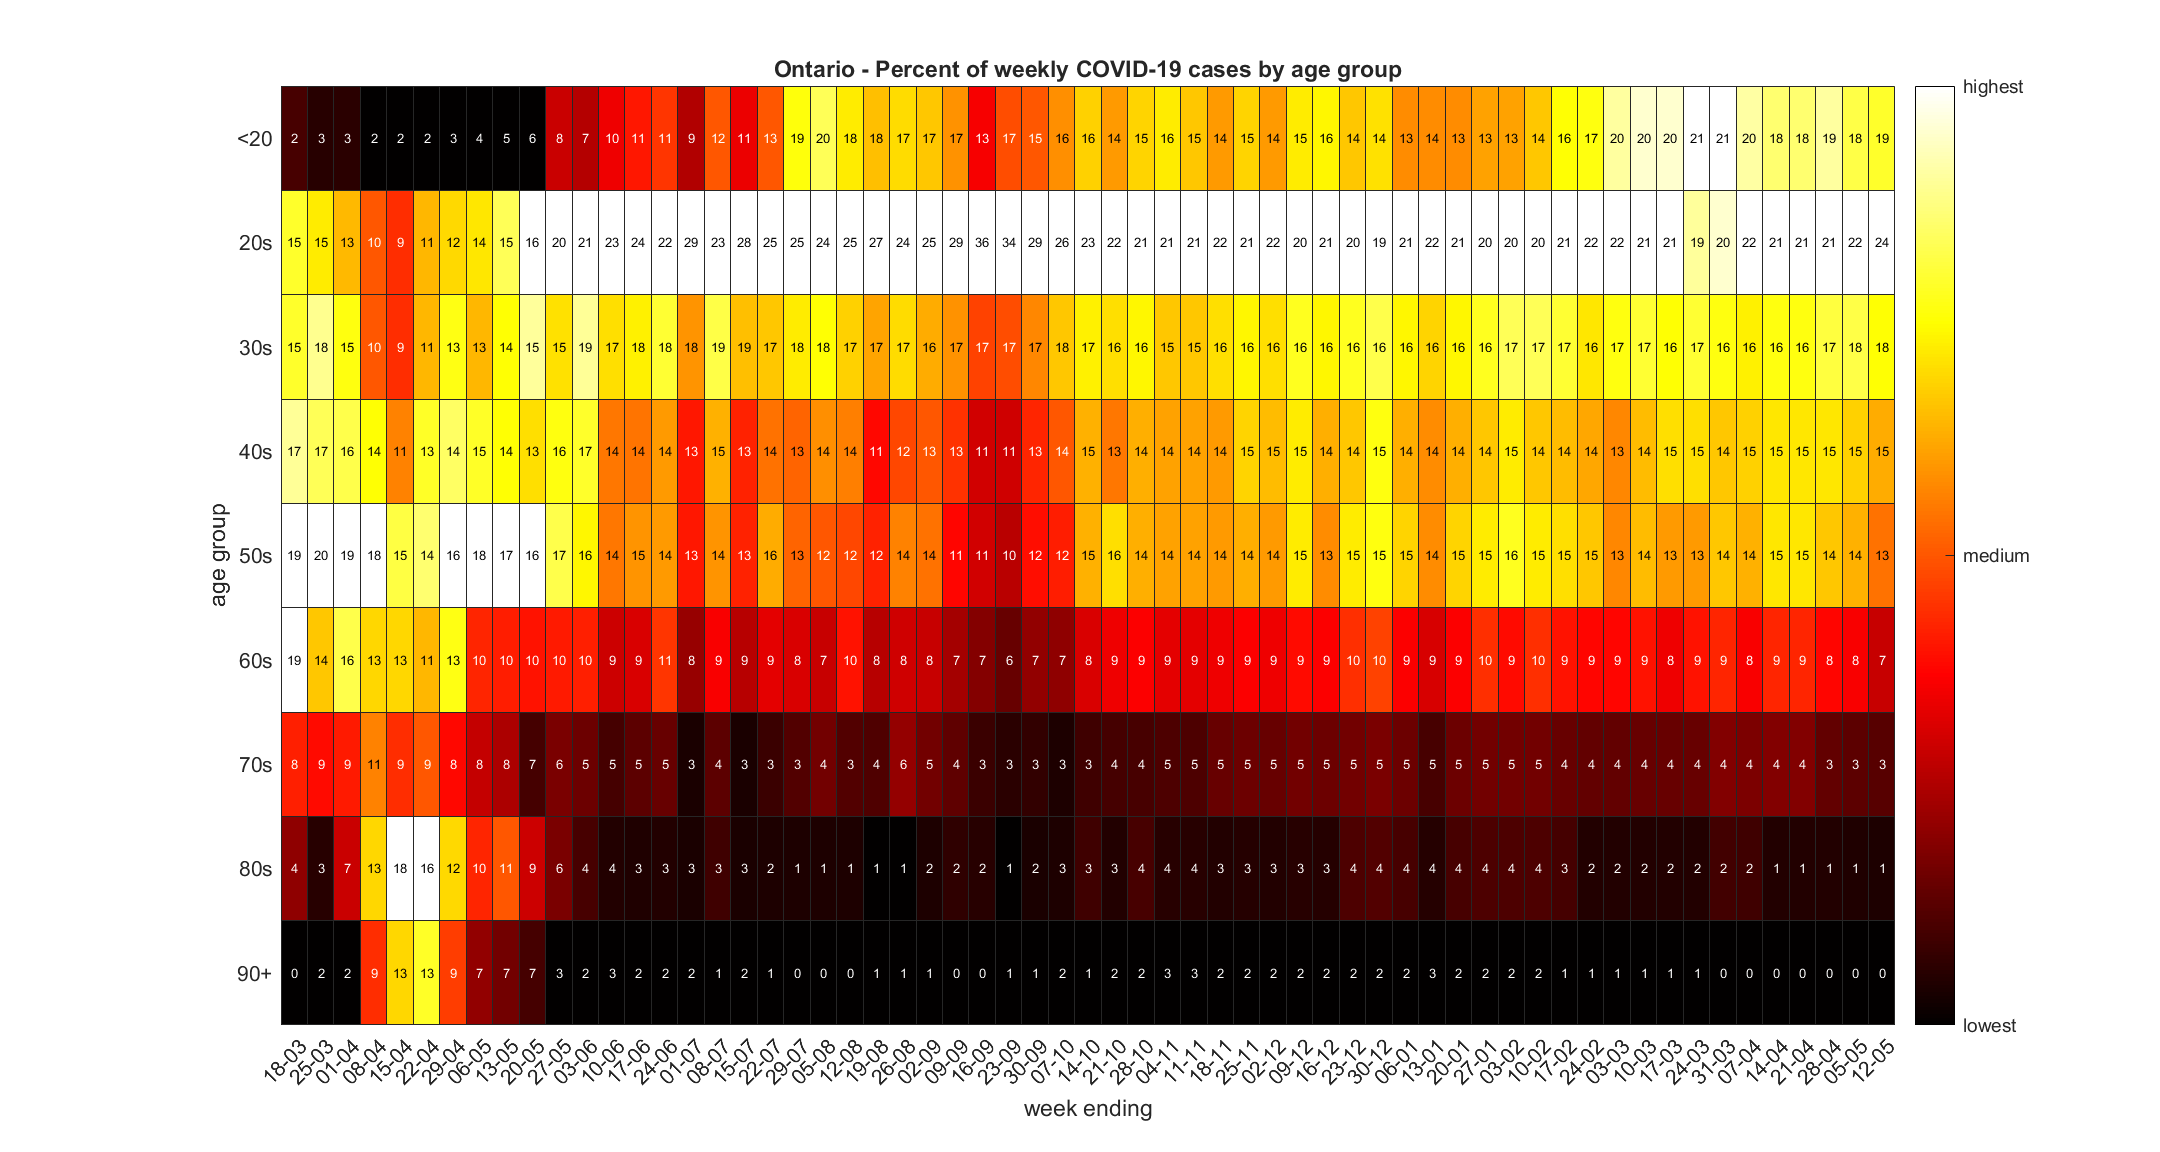 Ontario - Percent of weekly COVID-19 cases by age group
highest
<20 2 3 3 2 2 2 3 4 5 6 8 7 10 11 11 9 12 11 13 19 20 18 18 17 17 17 13 17 15 16 16 14 15 16 15 14 15 14 15 16 14 14 13 14 13 13 13 14 16 17 20 20 20 21 21 20 18 18 19 18 19
20s 15 15 13 10 9 11 12 14 15 16 20 21 23 24 22 29 23 28 25 25 24 25 27 24 25 29 36 34 29 26 23 22 21 21 21 22 21 22 20 21 20 19 21 22 21 20 20 20 21 22 22 21 21 19 20 22 21 21 21 22 24
30s 15 18 15 10 9 11 13 13 14 15 15 19 17 18 18 18 19 19 17 18 18 17 17 17 16 17 17 17 17 18 17 16 16 15 15 16 16 16 16 16 16 16 16 16 16 16 17 17 17 16 17 17 16 17 16 16 16 16 17 18 18
40s 17 17 16 14 11 13 14 15 14 13 16 17 14 14 14 13 15 13 14 13 14 14 11 12 13 13 11 11 13 14 15 13 14 14 14 14 15 15 15 14 14 15 14 14 14 14 15 14 14 14 13 14 15 15 14 15 15 15 15 15 15
50s 19 20 19 18 15 14 16 18 17 16 17 16 14 15 14 13 14 13 16 13 12 12 12 14 14 11 11 10 12 12 15 16 14 14 14 14 14 14 15 13 15 15 15 14 15 15 16 15 15 15 13 14 13 13 14 14 15 15 14 14 13
60s 19 14 16 13 13 11 13 10 10 10 10 10 9 9 11 8 9 9 9 8 7 10 8 8 8 7 7 6 7 7 8 9 9 9 9 9 9 9 9 9 10 10 9 9 9 10 9 10 9 9 9 9 8 9 9 8 9 9 8 8 7
70s 8 9 9 11 9 9 8 8 8 7 6 5 5 5 5 3 4 3 3 3 4 3 4 6 5 4 3 3 3 3 3 4 4 5 5 5 5 5 5 5 5 5 5 5 5 5 5 5 4 4 4 4 4 4 4 4 4 4 3 3 3
80s 4 3 7 13 18 16 12 10 11 9 6 4 4 3 3 3 3 3 2 1 1 1 1 1 2 2 2 1 2 3 3 3 4 4 4 3 3 3 3 3 4 4 4 4 4 4 4 4 3 2 2 2 2 2 2 2 1 1 1 1 1
90+ 0 2 2 9 13 13 9 7 7 7 3 2 3 2 2 2 1 2 1 0 0 0 1 1 1 0 0 1 1 2 1 2 2 3 3 2 2 2 2 2 2 2 2 3 2 2 2 2 1 1 1 1 1 1 0 0 0 0 0 0 0
age group
medium
lowest
18-03 25-03 01-04 08-04 15-04 22-04 29-04 06-05 13-05 20-05 27-05 03-06 10-06 17-06 24-06 01-07 08-07 15-07 22-07 29-07 05-08 12-08 19-08 26-08 02-09 09-09 16-09 23-09 30-09 07-10 14-10 21-10 28-10 04-11 11-11 18-11 25-11 02-12 09-12 16-12 23-12 30-12 06-01 13-01 20-01 27-01 03-02 10-02 17-02 24-02 03-03 10-03 17-03 24-03 31-03 07-04 14-04 21-04 28-04 05-05 12-05
week ending